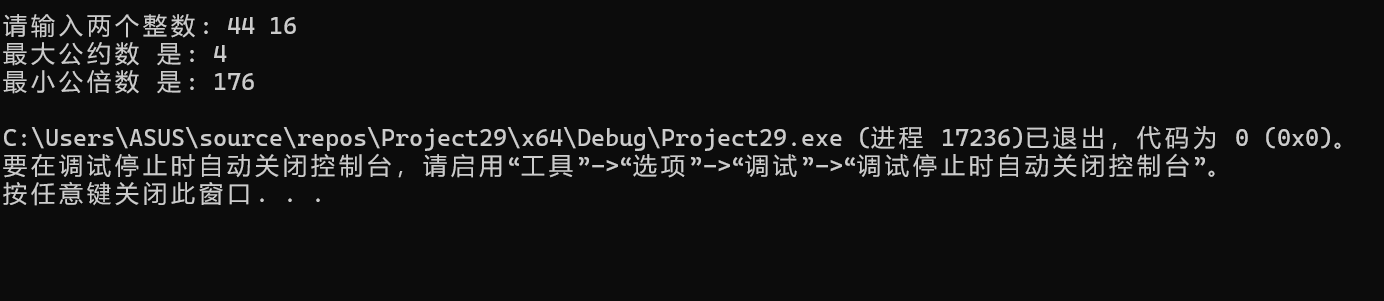 请输入两个整数: 44 16
最大公约数 是: 4
最小公倍数 是: 176
C:\Users\ASUS\source\repos\Project29\x64\Debug\Project29.exe (进程 17236)已退出，代码为 0 (0x0)。
要在调试停止时自动关闭控制台，请启用“工具”->“选项”->“调试”->“调试停止时自动关闭控制台”。
按任意键关闭此窗口. . .